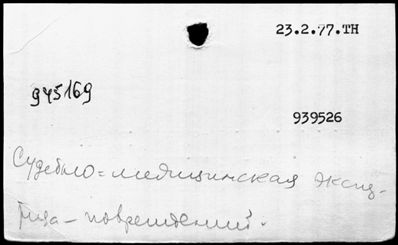 23.2.77.TH
945169
939526
Судебно=медицинская экспер-
тиза - повреждений.